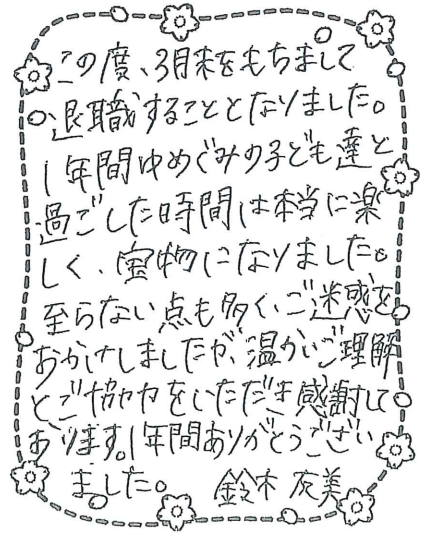 この度、3月末をもちまして
退職することとなりました。
1年間ゆめぐみの子ども達と
過ごした時間は本当に楽
しく、宝物になりました。
至らない点も多く、ご迷惑を
おかけしましたが、温かいご理解
とご協力をいただき感謝して
おります。1年間ありがとうござい
ました。 鈴木 友美